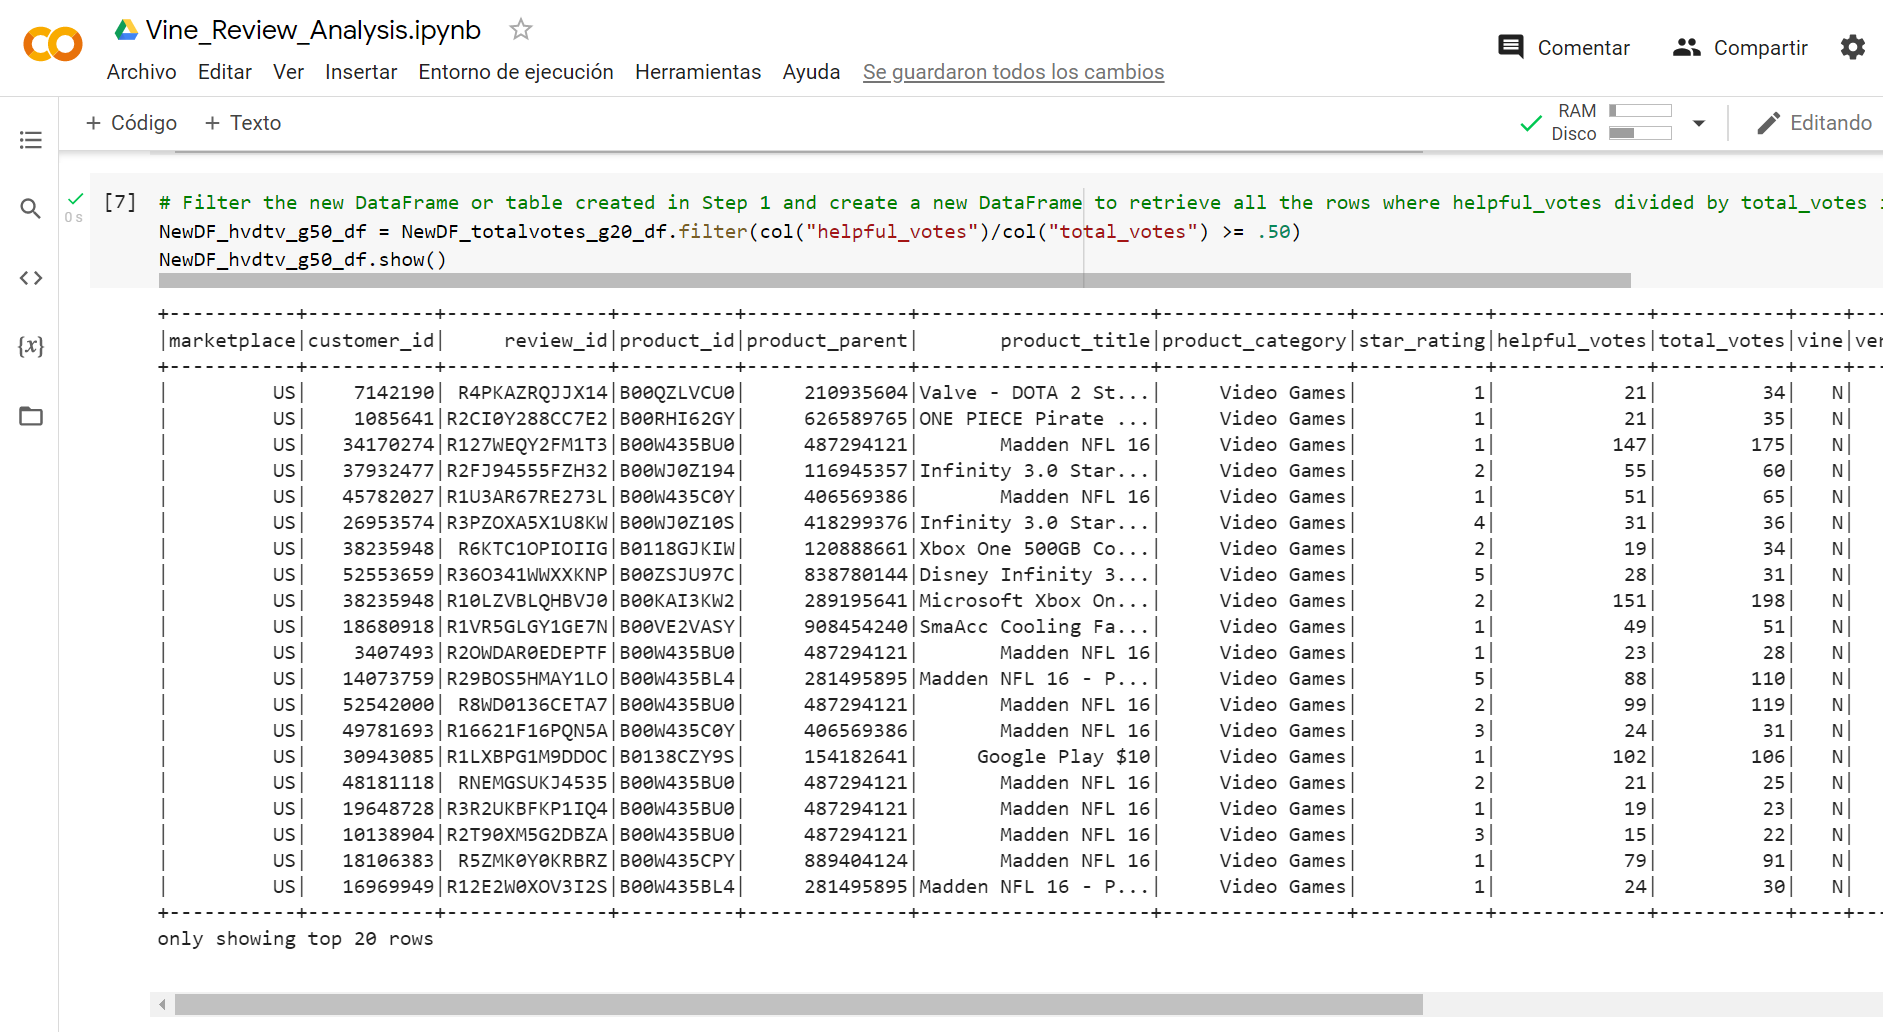 Vine_Review_Analysis.ipynb
Comentar Compartir
Archivo Editar Ver Insertar Entorno de ejecución Herramientas Ayuda Se guardaron todos los cambios
+ Código + Texto
RAM
Disco
Editando
[7]
0 s
# Filter the new DataFrame or table created in Step 1 and create a new DataFrame to retrieve all the rows where helpful_votes divided by total_votes
NewDF_hvdtv_g50_df = NewDF_totalvotes_g20_df.filter(col("helpful_votes")/col("total_votes") >= .50)
NewDF_hvdtv_g50_df.show()
|marketplace|customer_id| review_id|product_id|product_parent| product_title|product_category|star_rating|helpful_votes|total_votes|vine|ver
| US| 7142190| R4PKAZRQJJX14|B00QZLVCU0| 210935604|Valve - DOTA 2 St...| Video Games| 1| 21| 34| N|
| US| 1085641|R2CI0Y288CC7E2|B00RHI62GY| 626589765|ONE PIECE Pirate ...| Video Games| 1| 21| 35| N|
| US| 34170274|R127WEQY2FM1T3|B00W435BU0| 487294121| Madden NFL 16| Video Games| 1| 147| 175| N|
| US| 37932477|R2FJ94555FZH32|B00WJ0Z194| 116945357|Infinity 3.0 Star...| Video Games| 2| 55| 60| N|
| US| 45782027|R1U3AR67RE273L|B00W435C0Y| 406569386| Madden NFL 16| Video Games| 1| 51| 65| N|
| US| 26953574|R3PZOXA5X1U8KW|B00WJ0Z10S| 418299376|Infinity 3.0 Star...| Video Games| 4| 31| 36| N|
| US| 38235948| R6KTC1OPIOIIG|B0118GJKIW| 120888661|Xbox One 500GB Co...| Video Games| 2| 19| 34| N|
| US| 52553659|R36O341WWXXKNP|B00ZSJU97C| 838780144|Disney Infinity 3...| Video Games| 5| 28| 31| N|
| US| 38235948|R10LZVBLQHBVJ0|B00KAI3KW2| 289195641|Microsoft Xbox On...| Video Games| 2| 151| 198| N|
| US| 18680918|R1VR5GLGY1GE7N|B00VE2VASY| 908454240|SmaAcc Cooling Fa...| Video Games| 1| 49| 51| N|
| US| 3407493|R2OWDAR0EDEPTF|B00W435BU0| 487294121| Madden NFL 16| Video Games| 1| 23| 28| N|
| US| 14073759|R29BOS5HMAY1LO|B00W435BL4| 281495895|Madden NFL 16 - P...| Video Games| 5| 88| 110| N|
| US| 52542000| R8WD0136CETA7|B00W435BU0| 487294121| Madden NFL 16| Video Games| 2| 99| 119| N|
| US| 49781693|R16621F16PQN5A|B00W435C0Y| 406569386| Madden NFL 16| Video Games| 3| 24| 31| N|
| US| 30943085|R1LXBPG1M9DDOC|B0138CZY9S| 154182641| Google Play $10| Video Games| 1| 102| 106| N|
| US| 48181118| RNEMGSUKJ4535|B00W435BU0| 487294121| Madden NFL 16| Video Games| 2| 21| 25| N|
| US| 19648728|R3R2UKBFKP1IQ4|B00W435BU0| 487294121| Madden NFL 16| Video Games| 1| 19| 23| N|
| US| 10138904|R2T90XM5G2DBZA|B00W435BU0| 487294121| Madden NFL 16| Video Games| 3| 15| 22| N|
| US| 18106383| R5ZMK0Y0KRBRZ|B00W435CPY| 889404124| Madden NFL 16| Video Games| 1| 79| 91| N|
| US| 16969949|R12E2W0XOV3I2S|B00W435BL4| 281495895|Madden NFL 16 - P...| Video Games| 1| 24| 30| N|
only showing top 20 rows